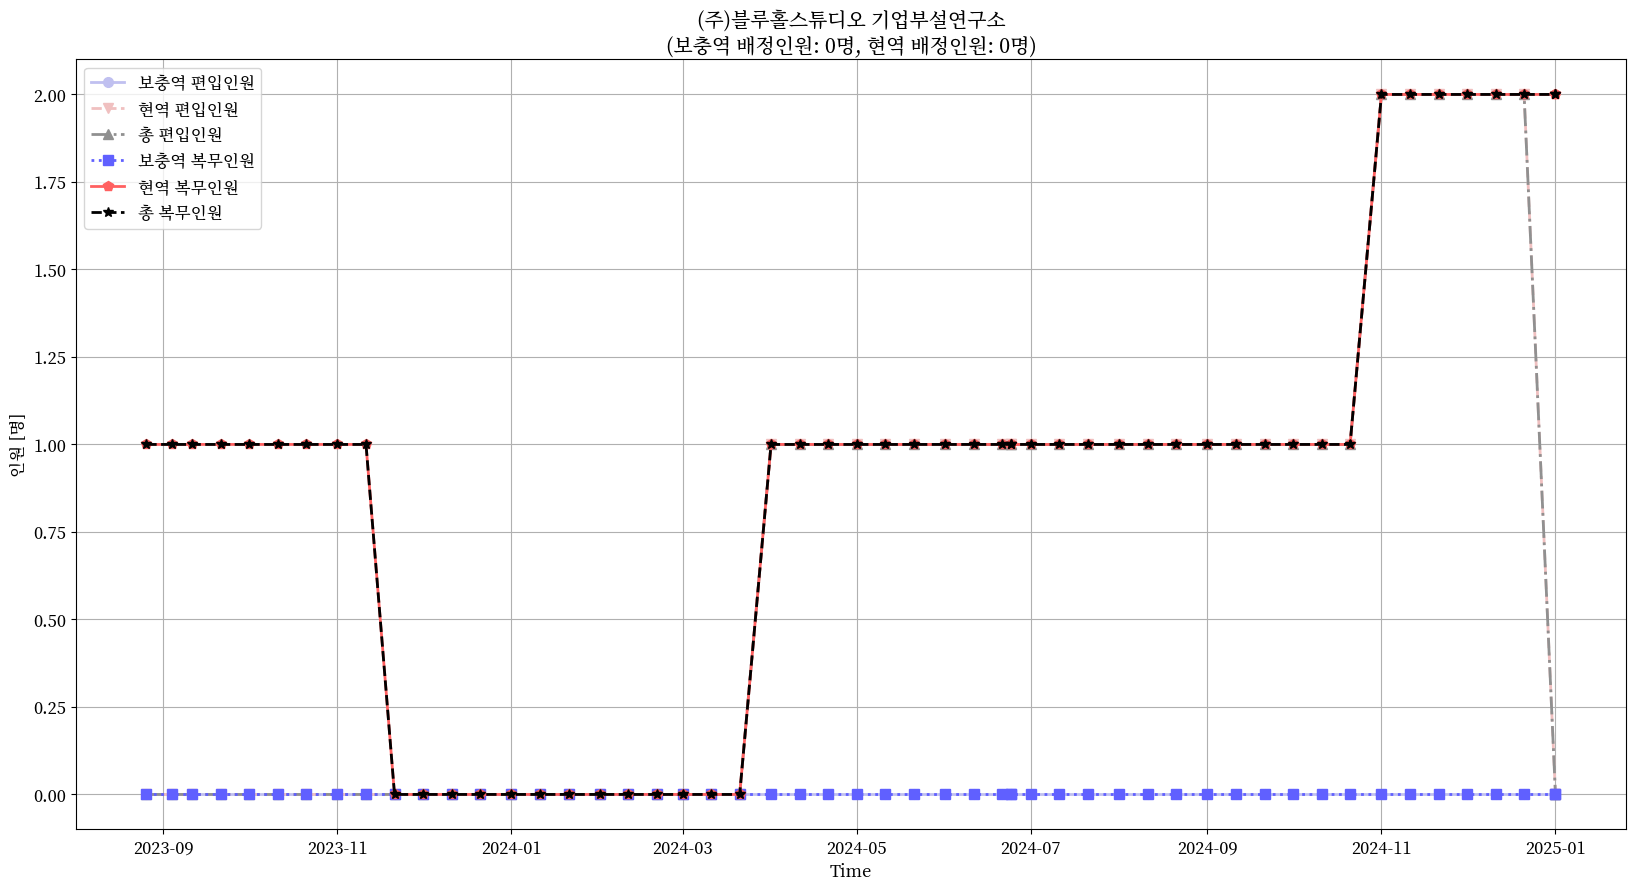 (주)블루홀스튜디오 기업부설연구소
(보충역 배정인원: 0명, 현역 배정인원: 0명)
보충역 편입인원
현역 편입인원
총 편입인원
보충역 복무인원
현역 복무인원
총 복무인원
2.00
1.75
1.50
1.25
1.00
0.75
0.50
0.25
0.00
인원 [명]
2023-09 2023-11 2024-01 2024-03 2024-05 2024-07 2024-09 2024-11 2025-01
Time